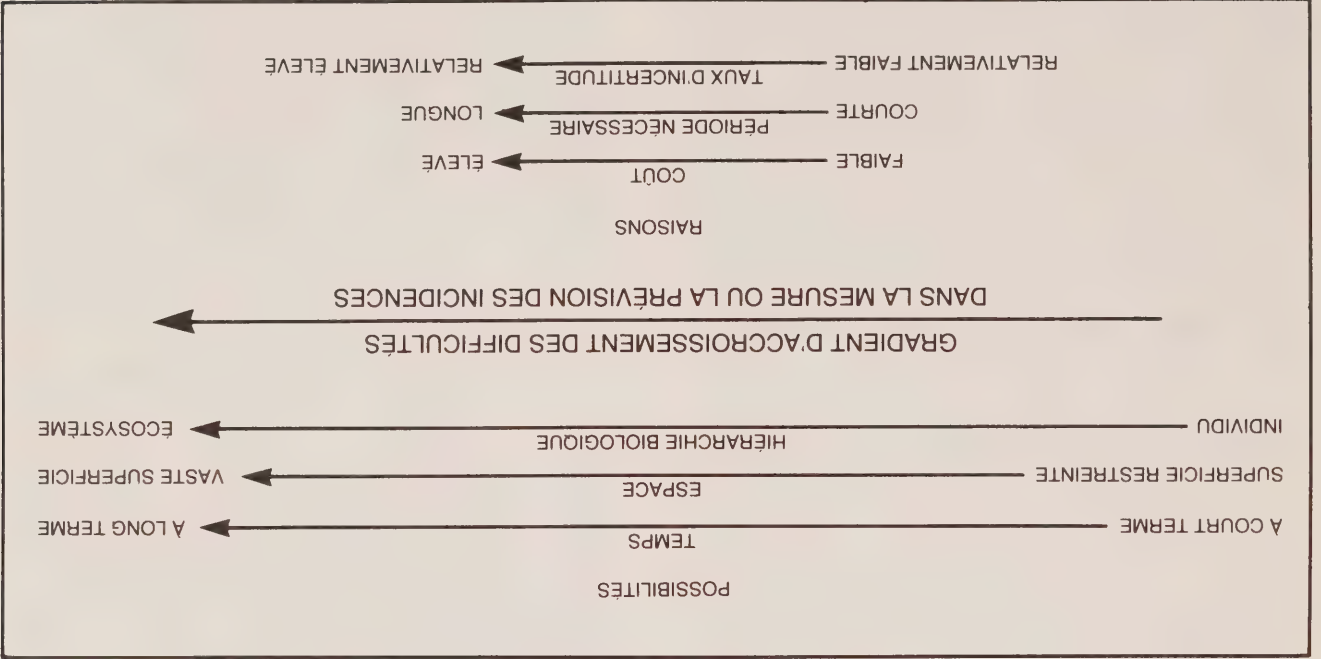 POSSIBILITÉS
TEMPS
À COURT TERME À LONG TERME
ESPACE
SUPERFICIE RESTREINTE VASTE SUPERFICIE
HIÉRARCHIE BIOLOGIQUE
INDIVIDU ÉCOSYSTÈME
GRADIENT D'ACCROISSEMENT DES DIFFICULTÉS
DANS LA MESURE OU LA PRÉVISION DES INCIDENCES
RAISONS
COÛT
FAIBLE ÉLEVÉ
PÉRIODE NÉCESSAIRE
COURTE LONGUE
TAUX D'INCERTITUDE
RELATIVEMENT FAIBLE RELATIVEMENT ÉLEVÉ